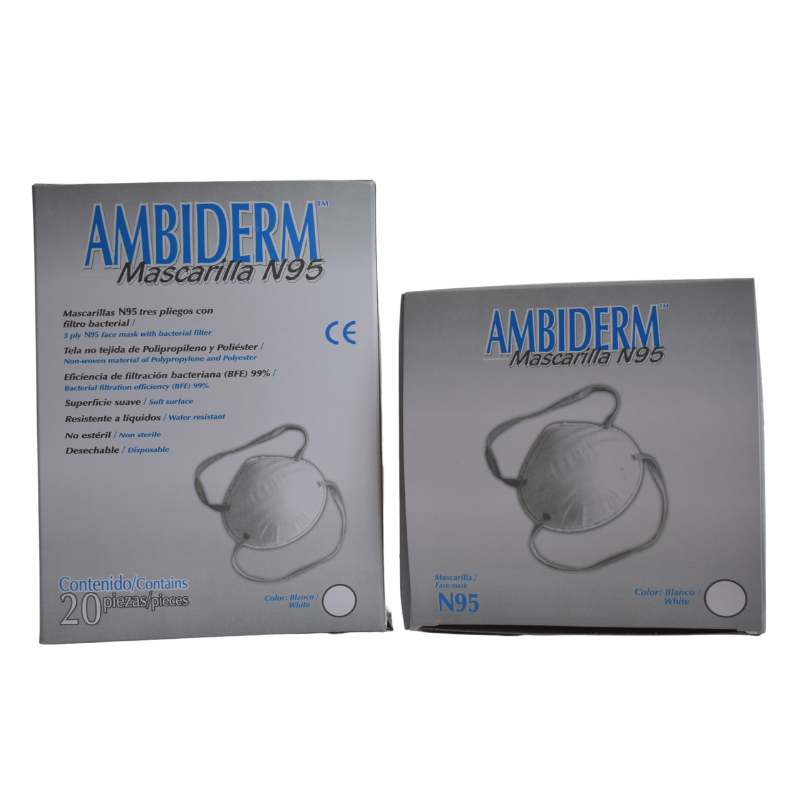 AMBIDERM™
Mascarilla N95
Mascarillas N95 tres pliegos con
filtro bacterial /
3 ply N95 face mask with bacterial filter
CE
Tela no tejida de Polipropileno y Poliéster /
Non-woven material of Polypropylene and Polyester
Eficiencia de filtración bacteriana (BFE) 99% /
Bacterial filtration efficiency (BFE) 99%
Superficie suave / Soft surface
Resistente a líquidos / Water resistant
No estéril / Non sterile
Desechable / Disposable
Contenido/Contains
20 piezas/pieces
Color: Blanco /
White
AMBIDERM™
Mascarilla N95
Mascarilla /
Face mask
N95
Color: Blanco /
White